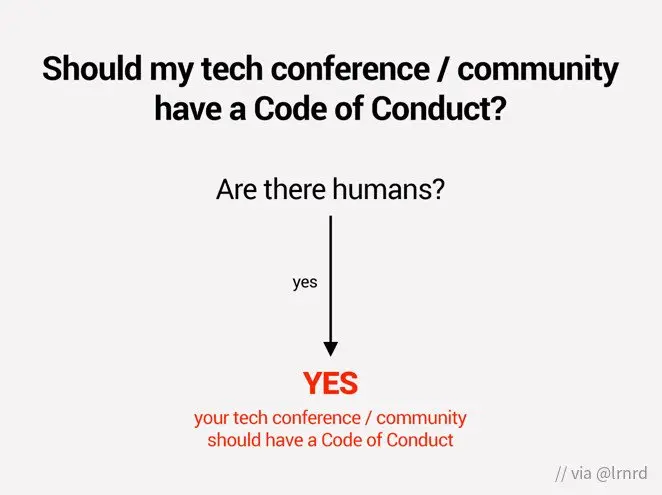 Should my tech conference / community
have a Code of Conduct?
Are there humans?
yes
YES
your tech conference / community
should have a Code of Conduct
// via @lrnrd